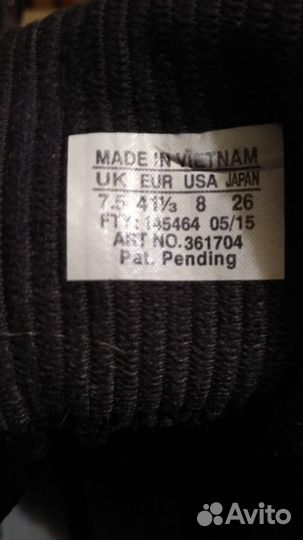 MADE IN VIETNAM
UK EUR USA JAPAN
7.5 41⅓ 8 26
FTY: 145464 05/15
ART NO. 361704
Pat. Pending
Avito